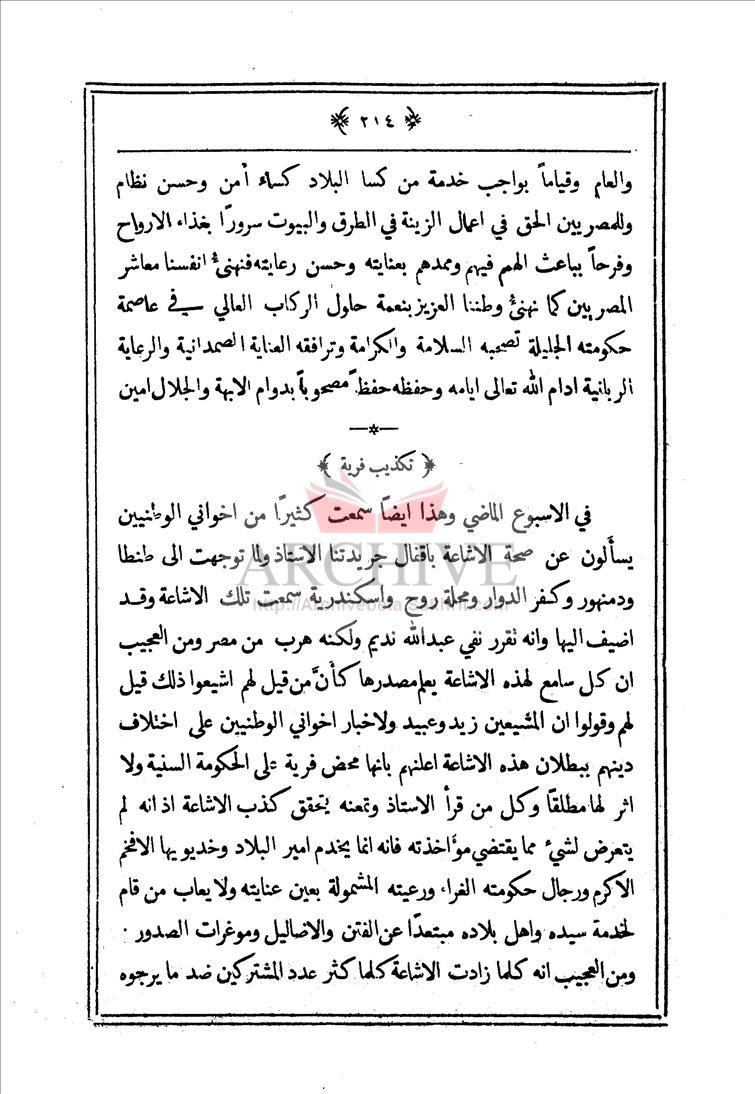 ﴿ ٢١٤ ﴾
والعام وقياماً بواجب خدمة من كسا البلاد كساء أمن وحسن نظام
وللمصريين الحق في اعمال الزينة في الطرق والبيوت سرورًا بغذاء الارواح
وفرحاً بباعث الهمم فيهم وممدهم بعنايته وحسن رعايته فنهنئ انفسنا معاشر
المصريين كما نهنئ وطننا العزيز بنعمة حلول الركاب العالي في عاصمة
حكومته الجليلة تصحبه السلامة والكرامة وترافقه العناية الصمدانية والرعاية
الربانية ادام الله تعالى ايامه وحفظه حفظاً مصحوباً بدوام الابهة والجلال امين
﴿ تكذيب فرية ﴾
في الاسبوع الماضي وهذا ايضاً سمعت كثيرًا من اخواني الوطنيين
يسألون عن صحة الاشاعة باقفال جريدتنا الاستاذ ولما توجهت الى طنطا
ودمنهور وكفر الدوار ومحلة روح واسكندرية سمعت تلك الاشاعة وقد
اضيف اليها وانه تقرر نفي عبدالله نديم ولكنه هرب من مصر ومن العجيب
ان كل سامع لهذه الاشاعة يعلم مصدرها كأنَّ من قيل لهم اشيعوا ذلك قيل
لهم وقولوا ان المشيعين زيد وعبيد ولاخبار اخواني الوطنيين على اختلاف
دينهم ببطلان هذه الاشاعة اعلنهم بانها محض فرية على الحكومة السنية ولا
اثر لها مطلقاً وكل من قرأ الاستاذ وتمعنه يتحقق كذب الاشاعة اذ انه لم
يتعرض لشيء مما يقتضي مؤاخذته فانه انما يخدم امير البلاد وخديويها الافخم
الاكرم ورجال حكومته الغراء ورعيته المشمولة بعين عنايته ولا يعاب من قام
لخدمة سيده واهل بلاده مبتعدًا عن الفتن والاضاليل وموغرات الصدور .
ومن العجيب انه كلما زادت الاشاعة كلما كثر عدد المشتركين ضد ما يرجوه
ARCHIVE